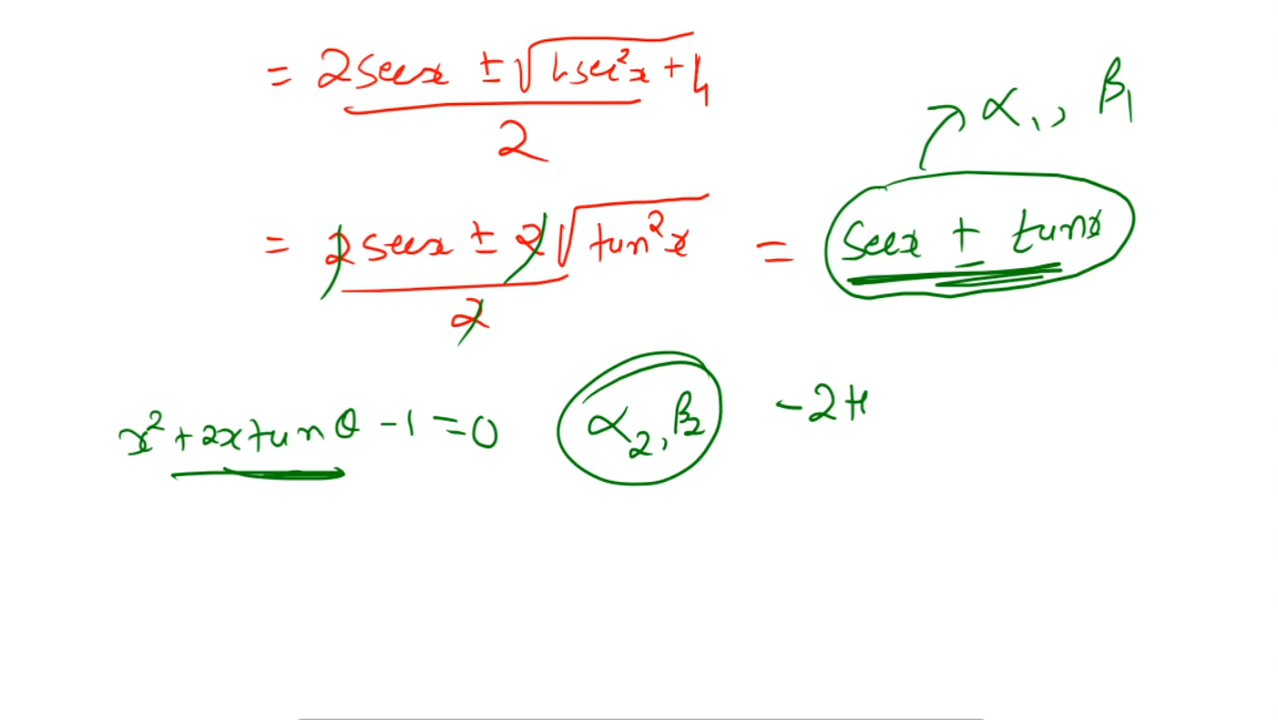 = 2secx ± √4sec²x + 4
2
α₁, β₁
= 2secx ± 2√tan²x = secx ± tanx
2
x² + 2x tanθ - 1 = 0 α₂, β₂ - 2t